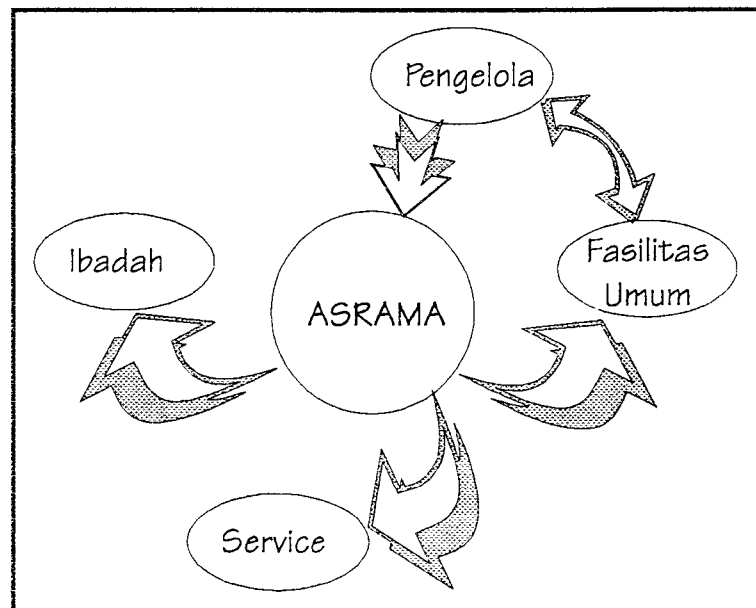 Pengelola
Ibadah
Fasilitas
Umum
ASRAMA
Service